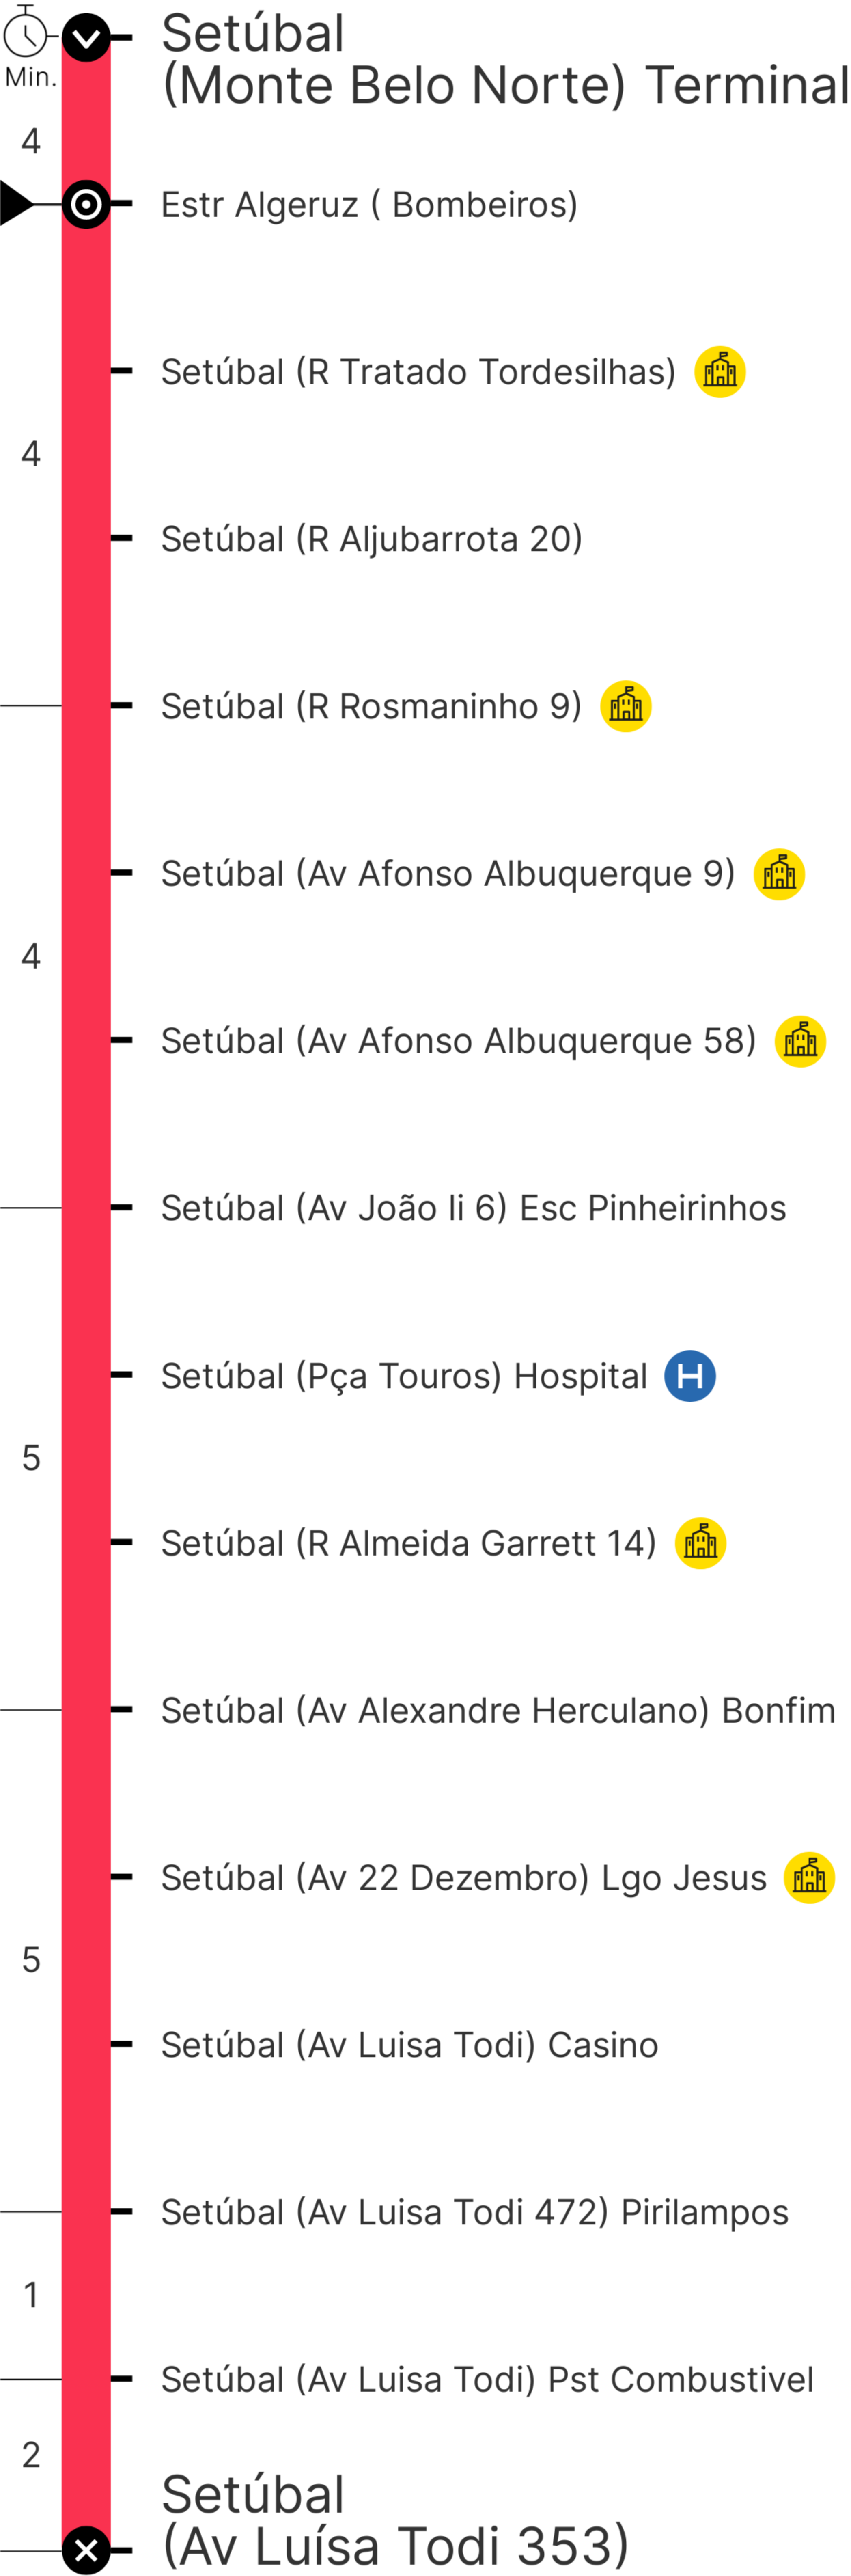 Setúbal
(Monte Belo Norte) Terminal
Min.
4
Estr Algeruz ( Bombeiros)
Setúbal (R Tratado Tordesilhas)
4
Setúbal (R Aljubarrota 20)
Setúbal (R Rosmaninho 9)
Setúbal (Av Afonso Albuquerque 9)
4
Setúbal (Av Afonso Albuquerque 58)
Setúbal (Av João Ii 6) Esc Pinheirinhos
Setúbal (Pça Touros) Hospital H
5
Setúbal (R Almeida Garrett 14)
Setúbal (Av Alexandre Herculano) Bonfim
Setúbal (Av 22 Dezembro) Lgo Jesus
5
Setúbal (Av Luisa Todi) Casino
Setúbal (Av Luisa Todi 472) Pirilampos
1
Setúbal (Av Luisa Todi) Pst Combustivel
2
Setúbal
(Av Luísa Todi 353)